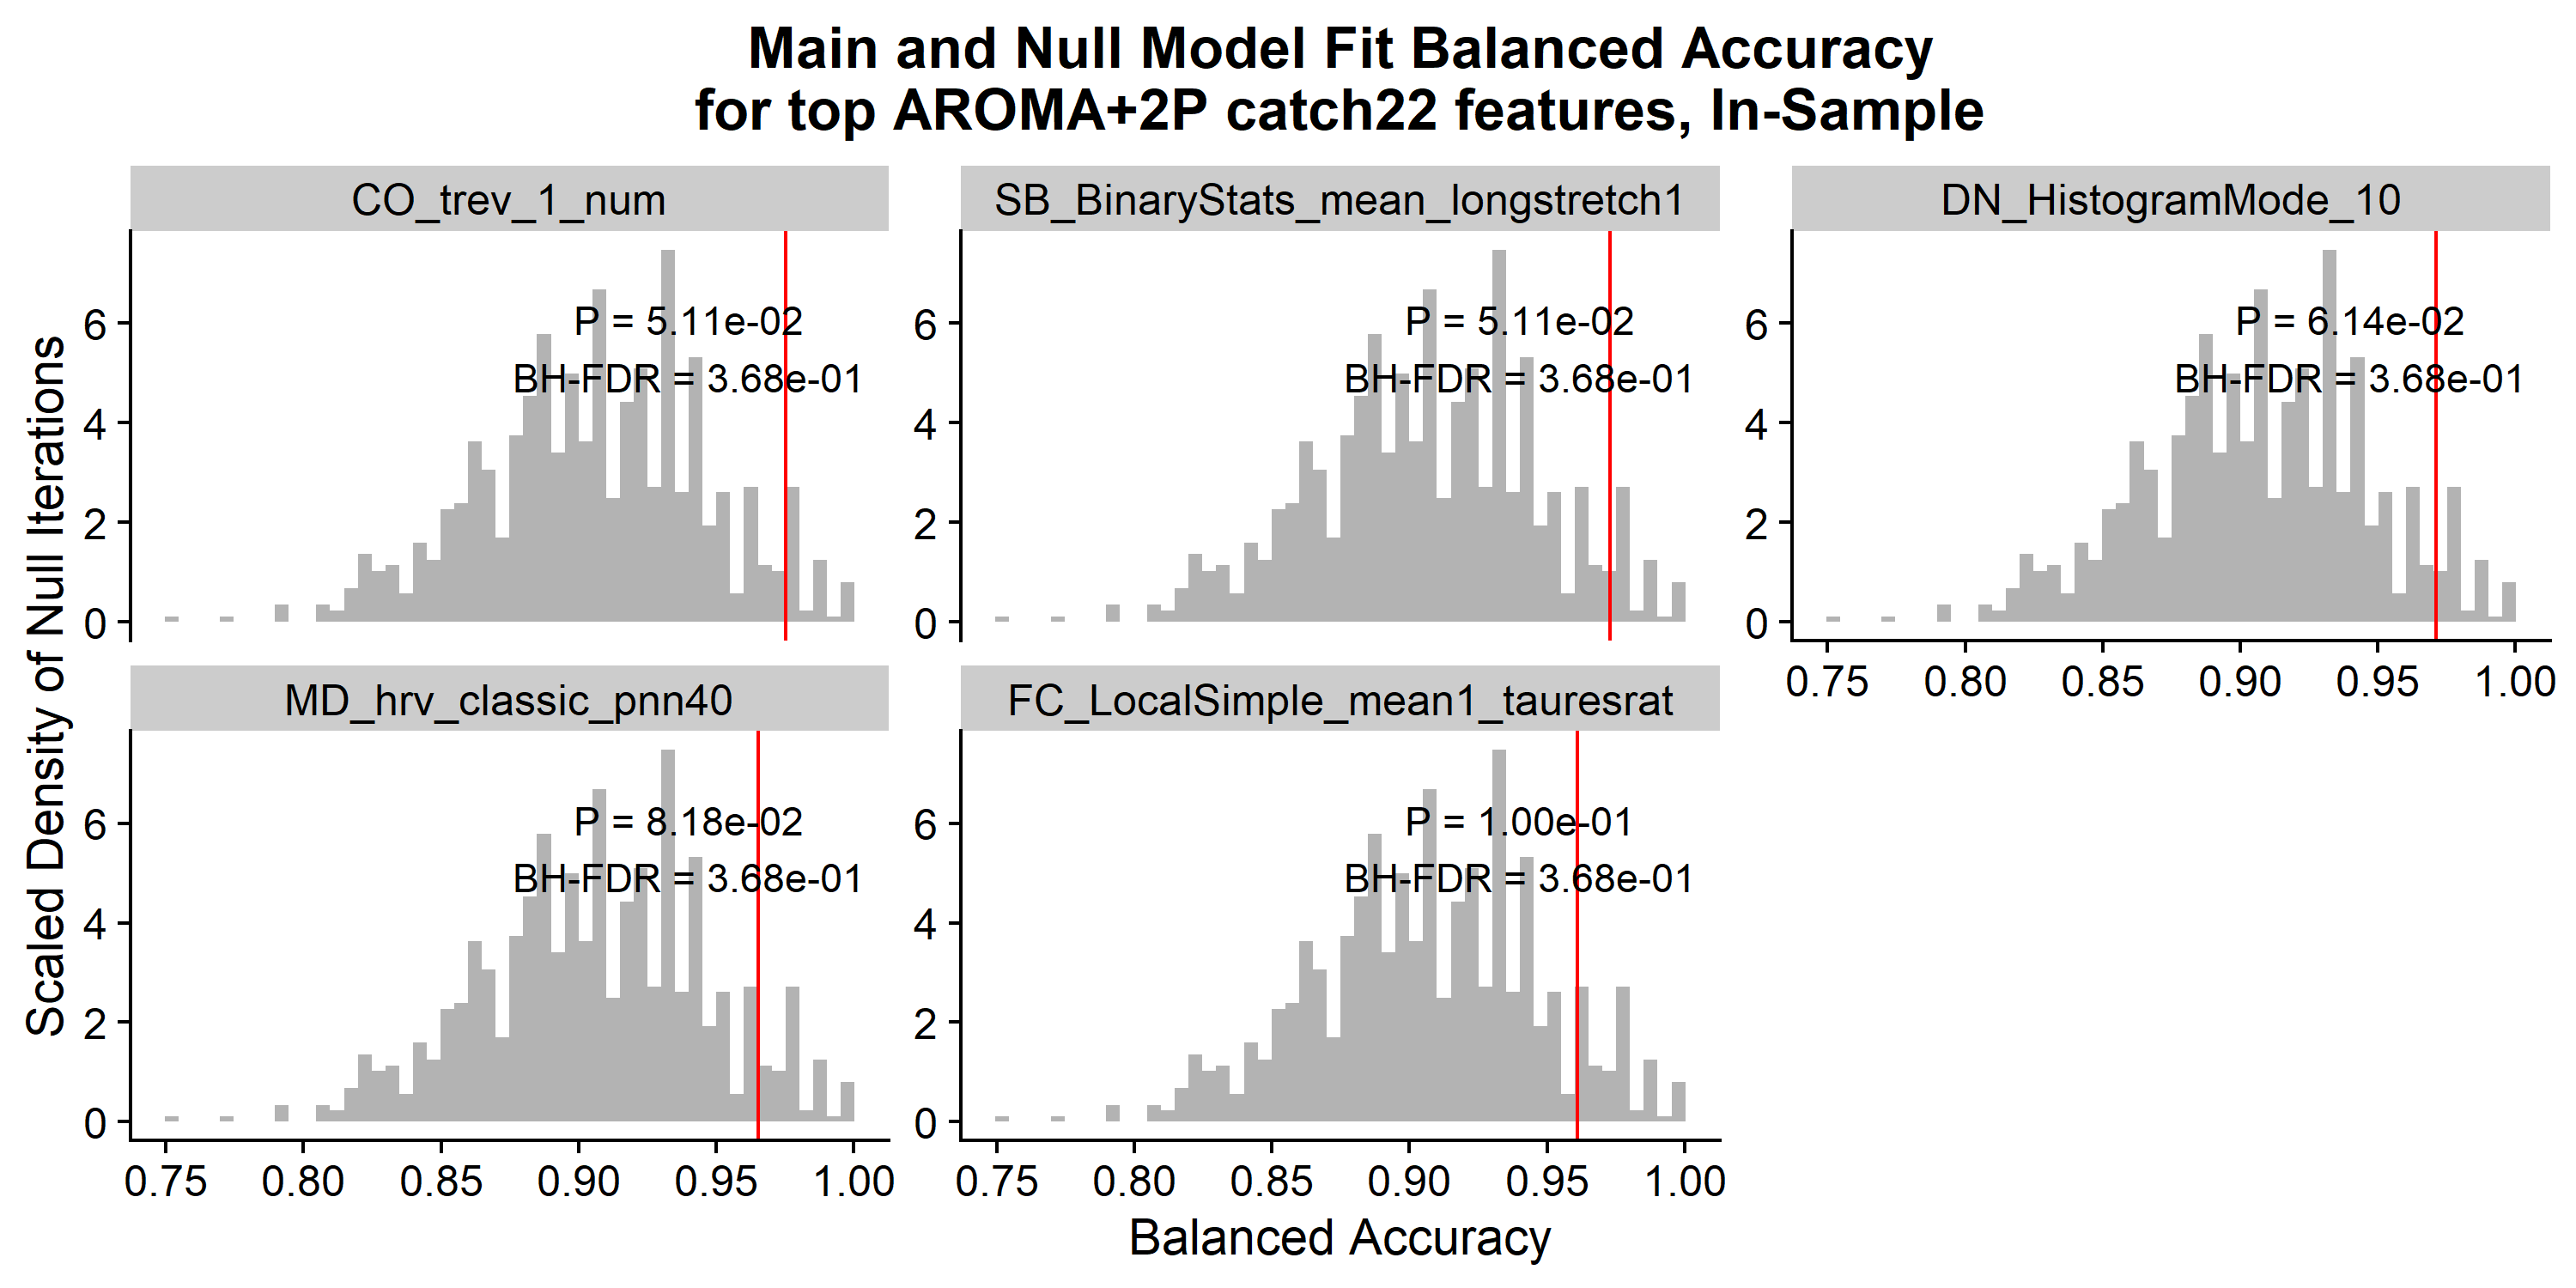 Main and Null Model Fit Balanced Accuracy
for top AROMA+2P catch22 features, In-Sample
Scaled Density of Null Iterations
CO_trev_1_num
P = 5.11e-02
BH-FDR = 3.68e-01
6
4
2
0
SB_BinaryStats_mean_longstretch1
P = 5.11e-02
BH-FDR = 3.68e-01
6
4
2
0
DN_HistogramMode_10
P = 6.14e-02
BH-FDR = 3.68e-01
6
4
2
0
0.75 0.80 0.85 0.90 0.95 1.00
MD_hrv_classic_pnn40
P = 8.18e-02
BH-FDR = 3.68e-01
6
4
2
0
0.75 0.80 0.85 0.90 0.95 1.00
FC_LocalSimple_mean1_tauresrat
P = 1.00e-01
BH-FDR = 3.68e-01
6
4
2
0
0.75 0.80 0.85 0.90 0.95 1.00
Balanced Accuracy